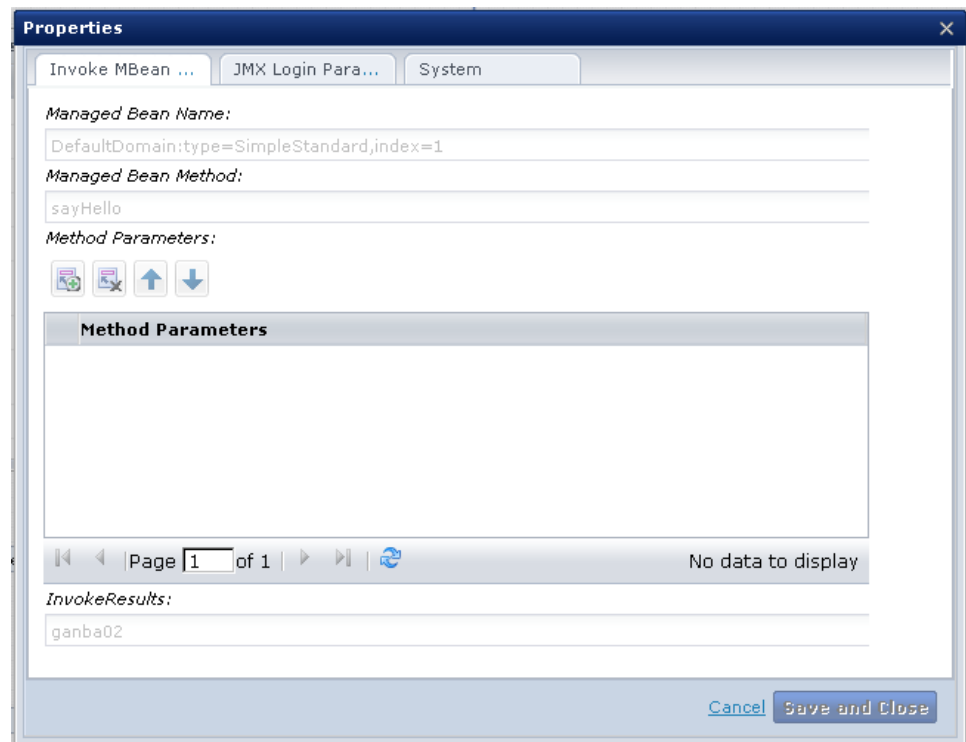 Properties
Invoke MBean ...
JMX Login Para...
System
Managed Bean Name:
DefaultDomain:type=SimpleStandard,index=1
Managed Bean Method:
sayHello
Method Parameters:
Method Parameters
Page 1 of 1
No data to display
InvokeResults:
ganba02
Cancel
Save and Close